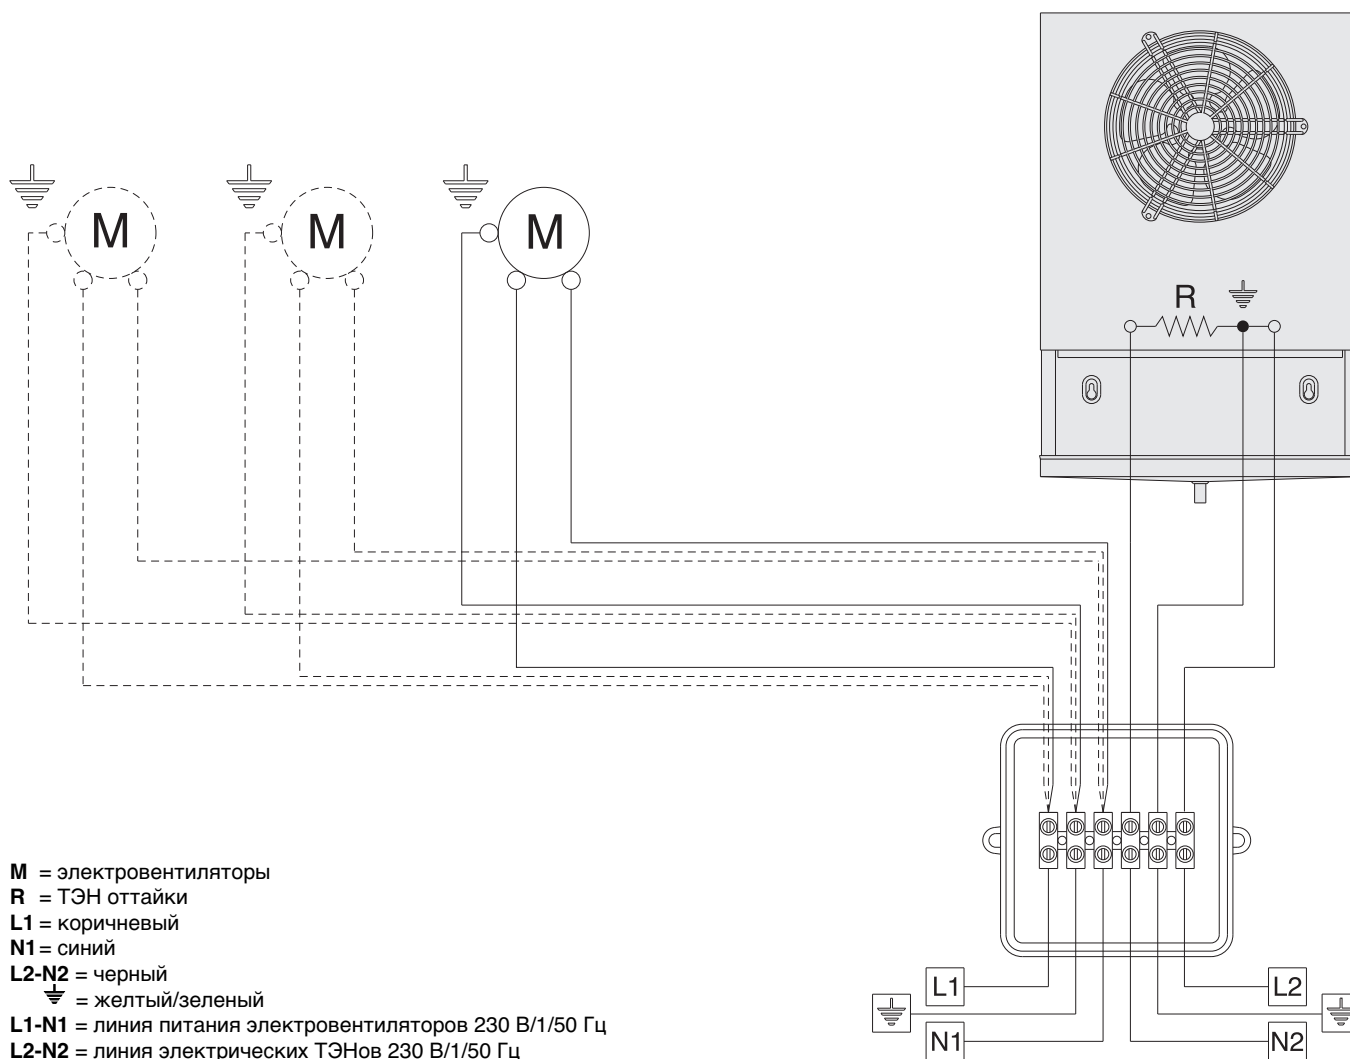 M
M
M
R
M = электровентиляторы
R = ТЭН оттайки
L1 = коричневый
N1 = синий
L2-N2 = черный
= желтый/зеленый
L1-N1 = линия питания электровентиляторов 230 В/1/50 Гц
L2-N2 = линия электрических ТЭНов 230 В/1/50 Гц
L1
L2
N1
N2